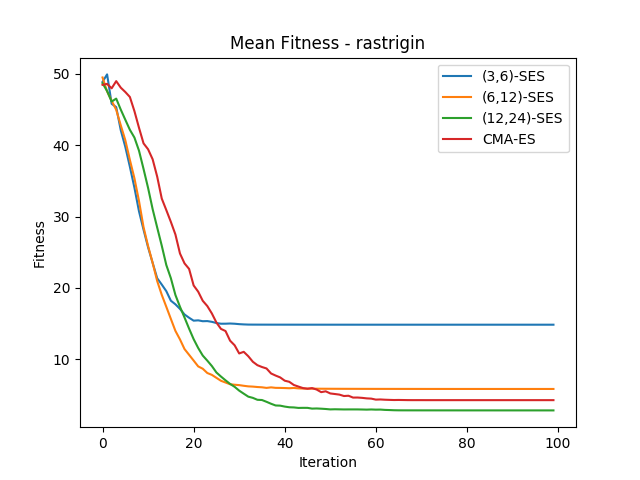 Mean Fitness - rastrigin
50
40
30
20
10
Fitness
0
20
40
60
80
100
Iteration
(3,6)-SES
(6,12)-SES
(12,24)-SES
CMA-ES